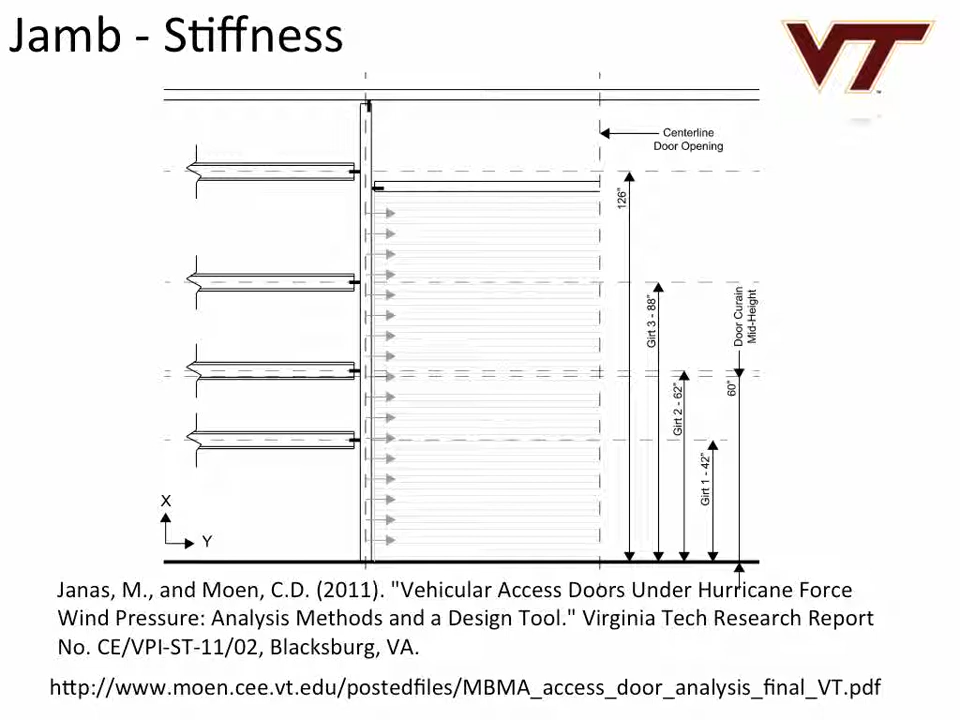 Jamb - Stiffness
VT
Centerline
Door Opening
126"
Girt 3 - 88"
Door Curain
Mid-Height
Girt 2 - 62"
60"
Girt 1 - 42"
X
Y
Janas, M., and Moen, C.D. (2011). "Vehicular Access Doors Under Hurricane Force
Wind Pressure: Analysis Methods and a Design Tool." Virginia Tech Research Report
No. CE/VPI-ST-11/02, Blacksburg, VA.
http://www.moen.cee.vt.edu/postedfiles/MBMA_access_door_analysis_final_VT.pdf